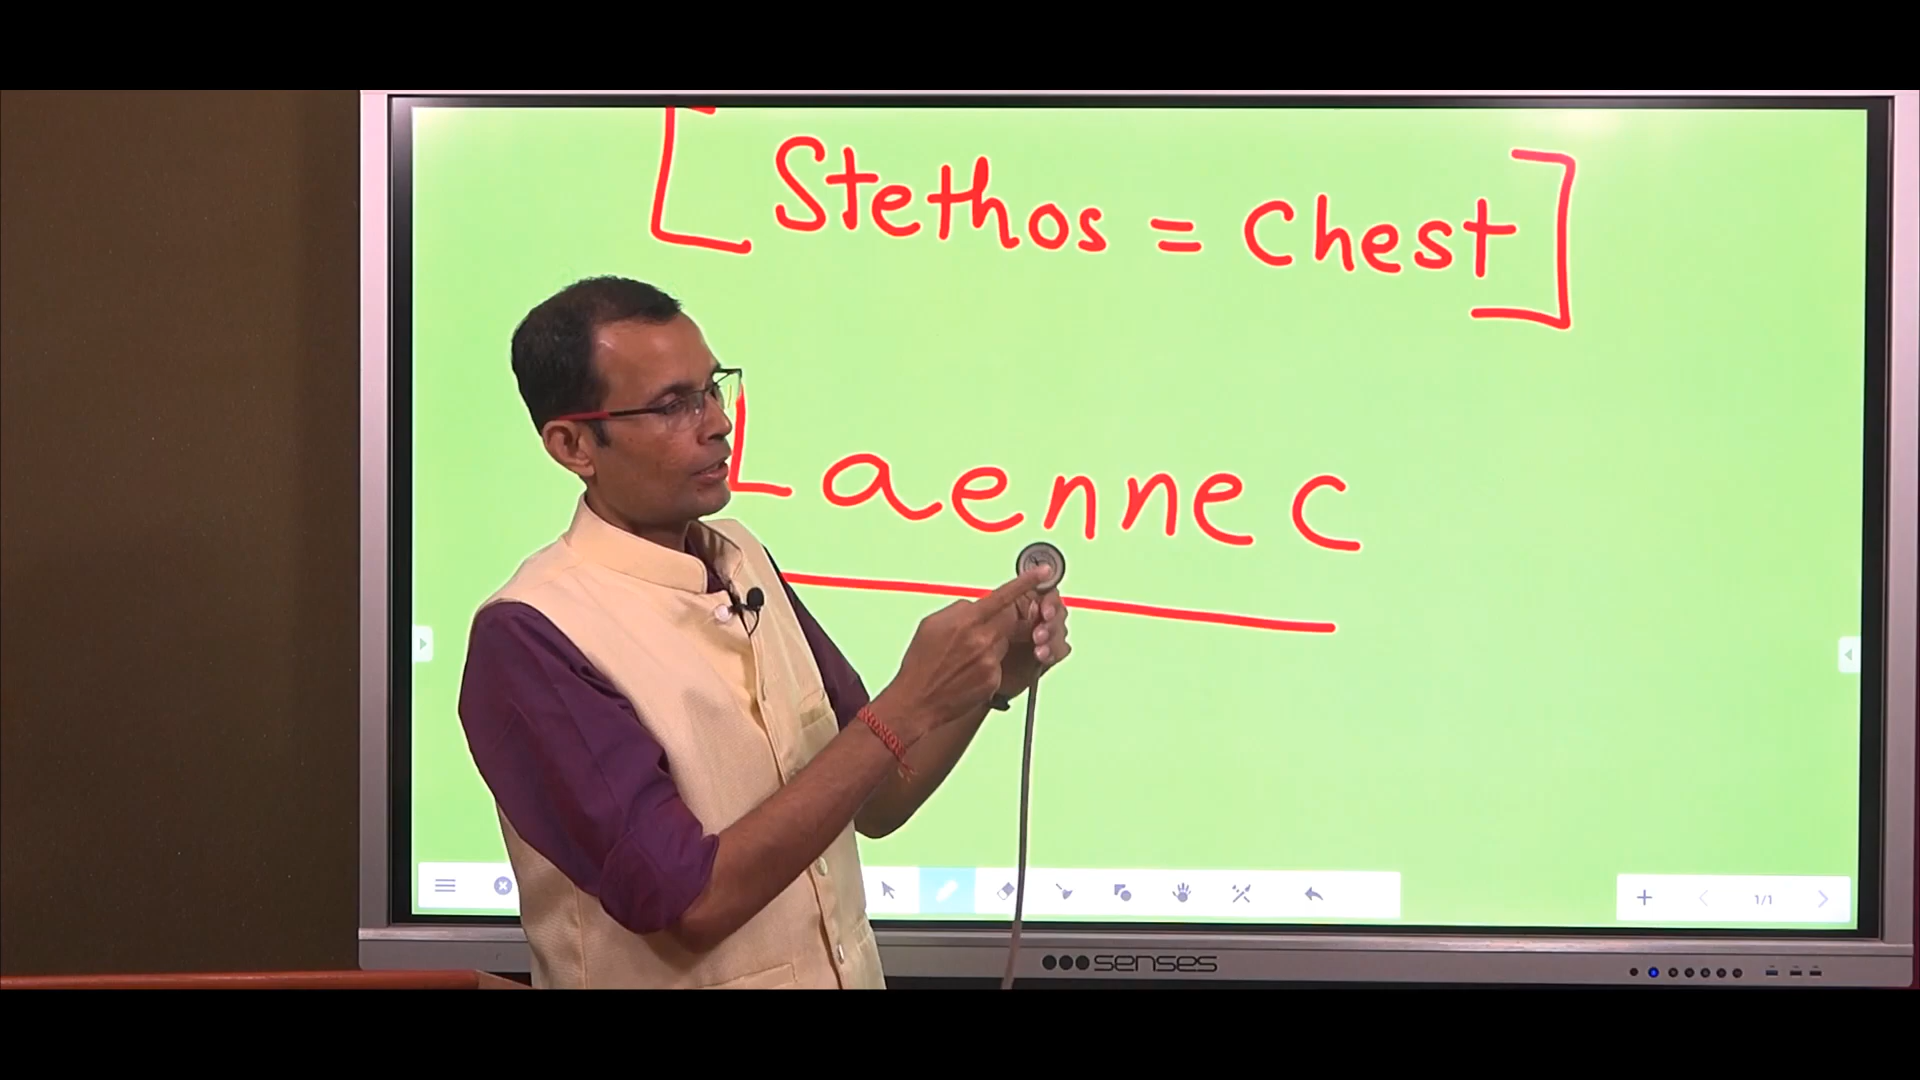 [ Stethos = Chest ]
Laennec
1/1
senses